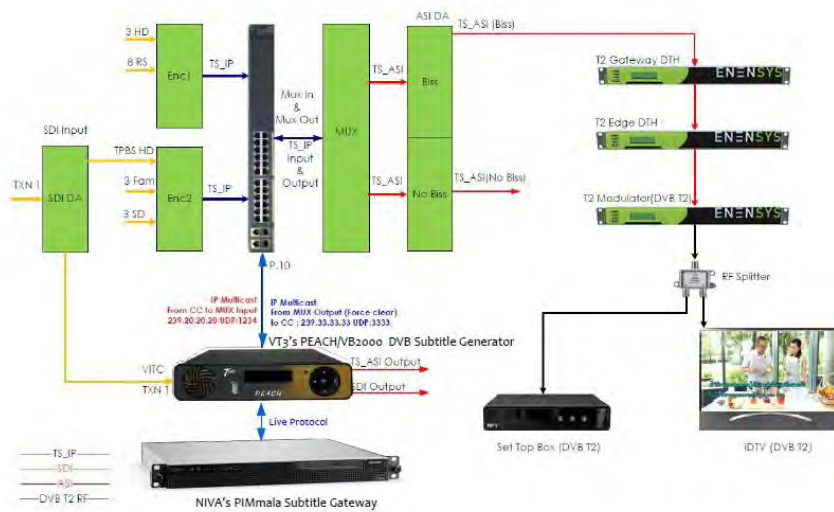 ASI DA
TS_ASI (Biss)
3 HD
8 RS
Enc1
TS_IP
TS_ASI
Biss
T2 Gateway DTH
ENENSYS
Mux In
&
Mux Out
MUX
SDI Input
TS_IP
Input
&
Output
T2 Edge DTH
ENENSYS
TPBS HD
TXN 1
SDI DA
3 Fam
Enc2
TS_IP
3 SD
TS_ASI
No Biss
TS_ASI(No Biss)
T2 Modulator(DVB T2)
ENENSYS
P.10
RF Splitter
IP Multicast
From CC to MUX Input
239.20.20.20 UDP:1234
IP Multicast
From MUX Output (Force clear)
to CC : 239.33.33.33 UDP:3333
VT3's PEACH/VB2000 DVB Subtitle Generator
TS_ASI Output
VITC
TXN 1
PEACH
SDI Output
Live Protocol
Set Top Box (DVB T2)
iDTV (DVB T2)
TS_IP
SDI
ASI
DVB T2 RF
NIVA's PIMmala Subtitle Gateway